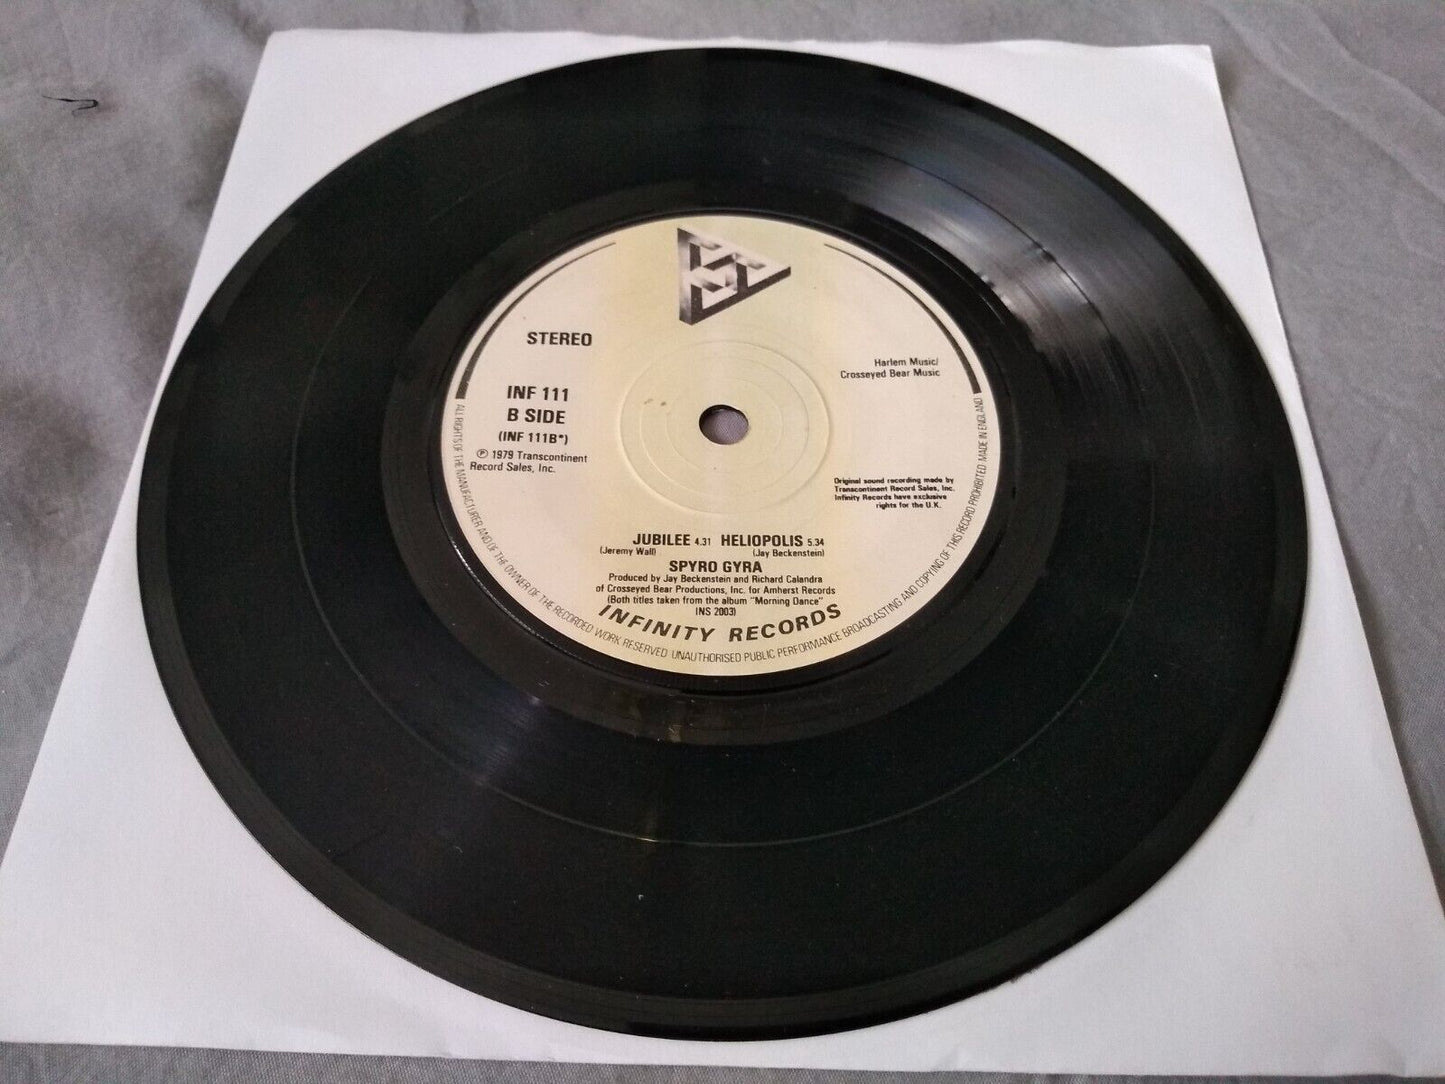 STEREO
Harlem Music/
Crosseyed Bear Music
INF 111
B SIDE
(INF 111B*)
℗ 1979 Transcontinent
Record Sales, Inc.
Original sound recording made by
Transcontinent Record Sales, Inc.
Infinity Records have exclusive
rights for the U.K.
JUBILEE 4.31 HELIOPOLIS 5.34
(Jeremy Wall) (Jay Beckenstein)
SPYRO GYRA
Produced by Jay Beckenstein and Richard Calandra
of Crosseyed Bear Productions, Inc. for Amherst Records
(Both titles taken from the album "Morning Dance"
INS 2003)
INFINITY RECORDS
ALL RIGHTS OF THE MANUFACTURER AND OF THE OWNER OF THE RECORDED WORK RESERVED UNAUTHORISED PUBLIC PERFORMANCE BROADCASTING AND COPYING OF THIS RECORD PROHIBITED MADE IN ENGLAND